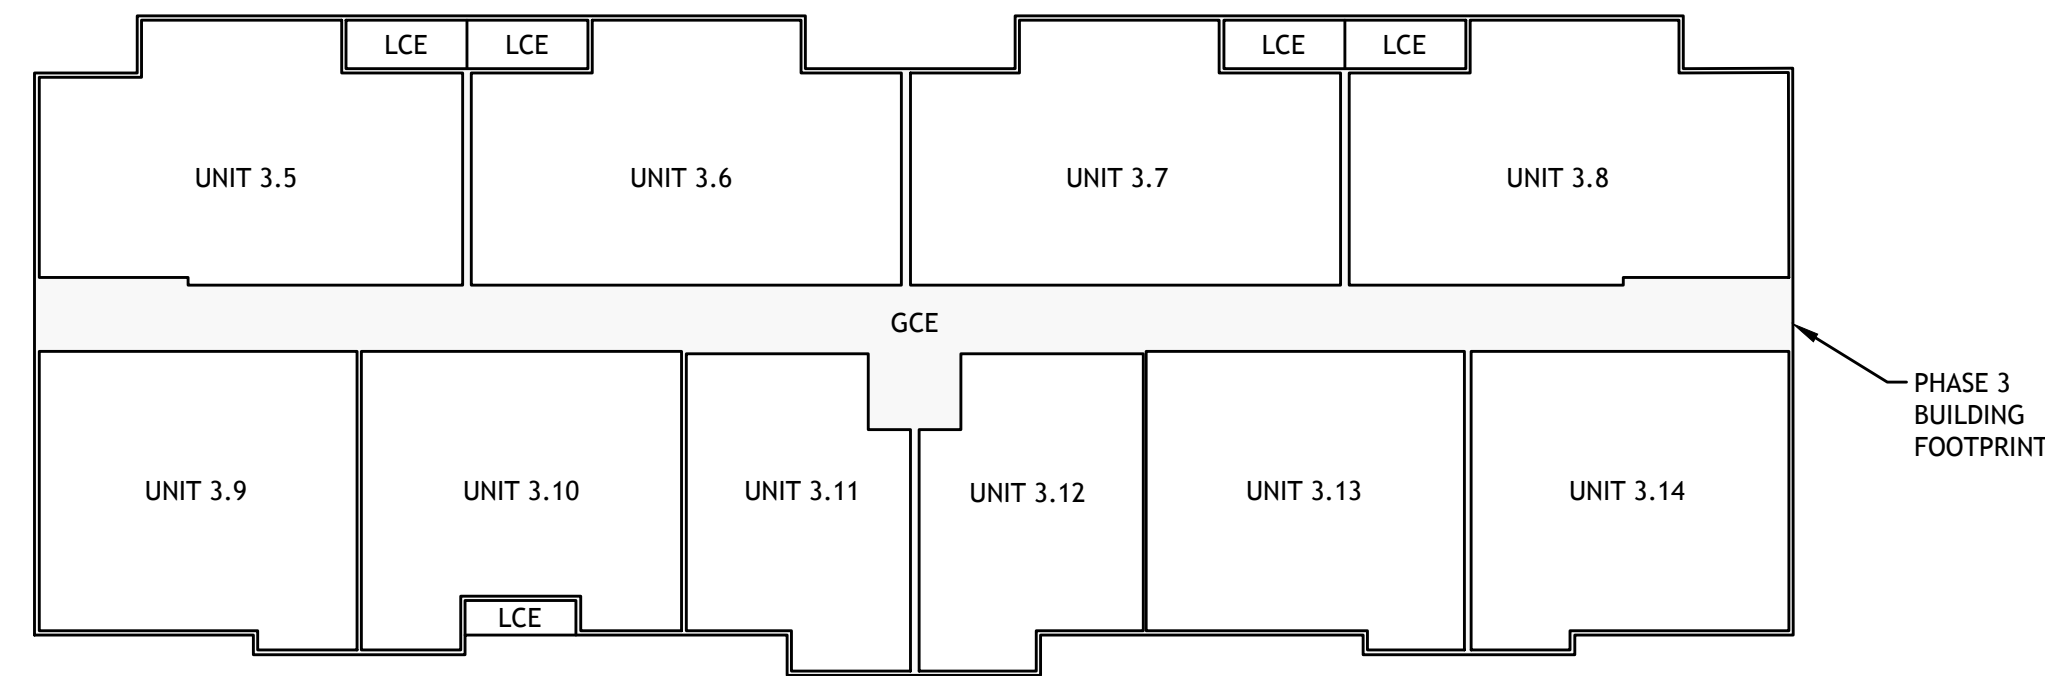 LCE
LCE
LCE
LCE
UNIT 3.5
UNIT 3.6
UNIT 3.7
UNIT 3.8
GCE
PHASE 3
BUILDING
FOOTPRINT
UNIT 3.9
UNIT 3.10
UNIT 3.11
UNIT 3.12
UNIT 3.13
UNIT 3.14
LCE